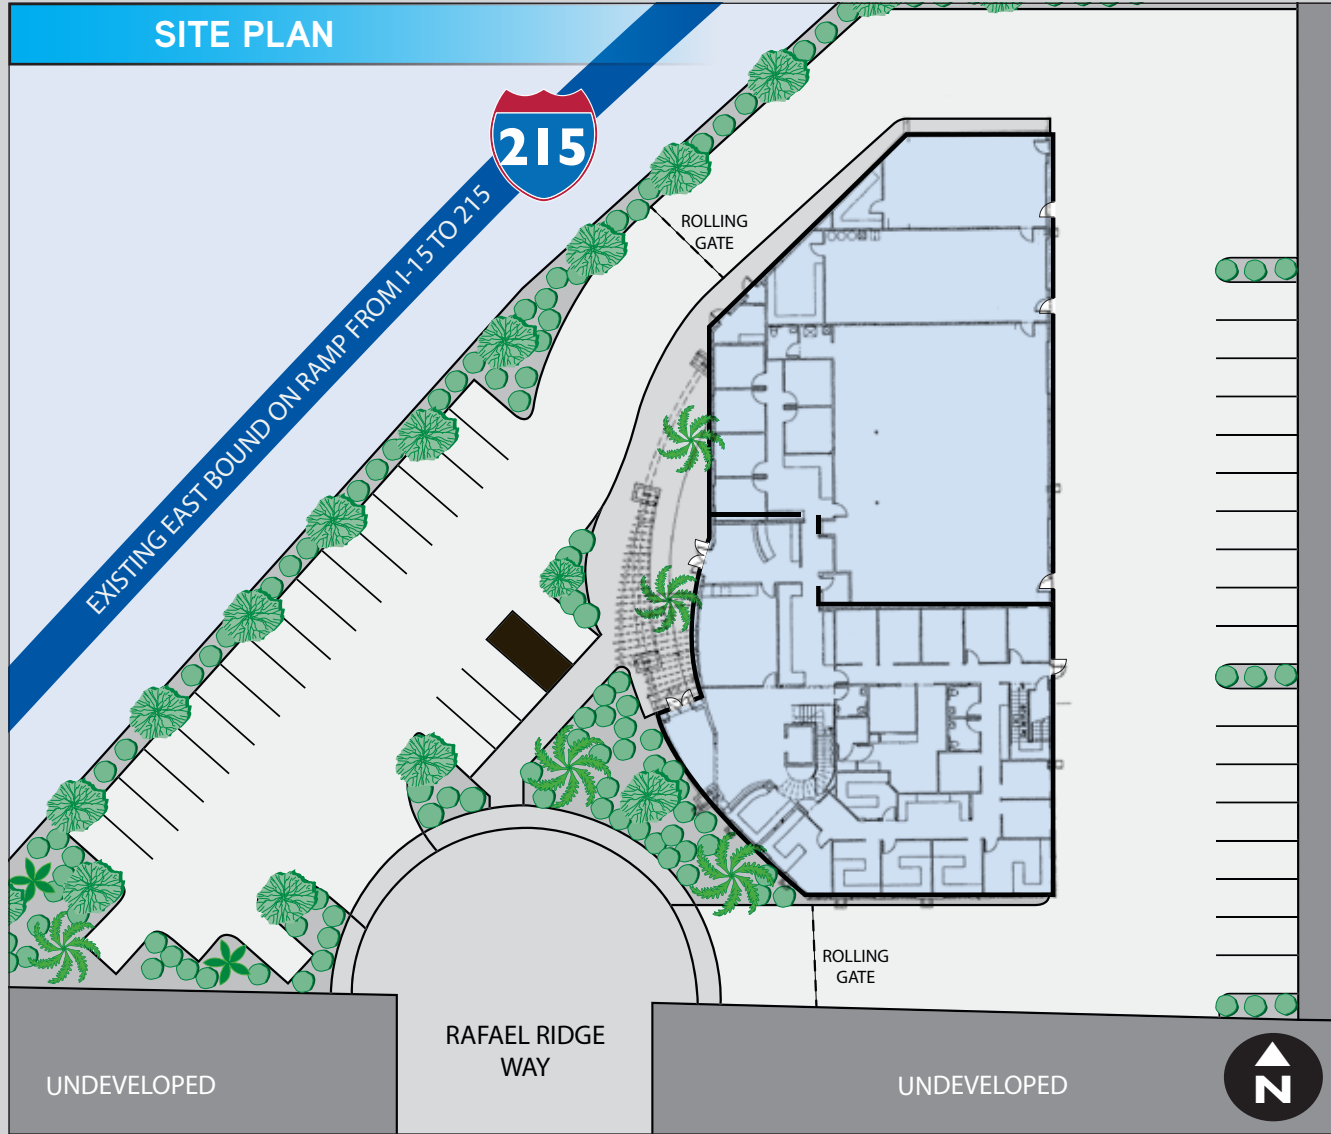 SITE PLAN
215
EXISTING EAST BOUND ON RAMP FROM I-15 TO 215
ROLLING
GATE
ROLLING
GATE
RAFAEL RIDGE
WAY
UNDEVELOPED
UNDEVELOPED
N